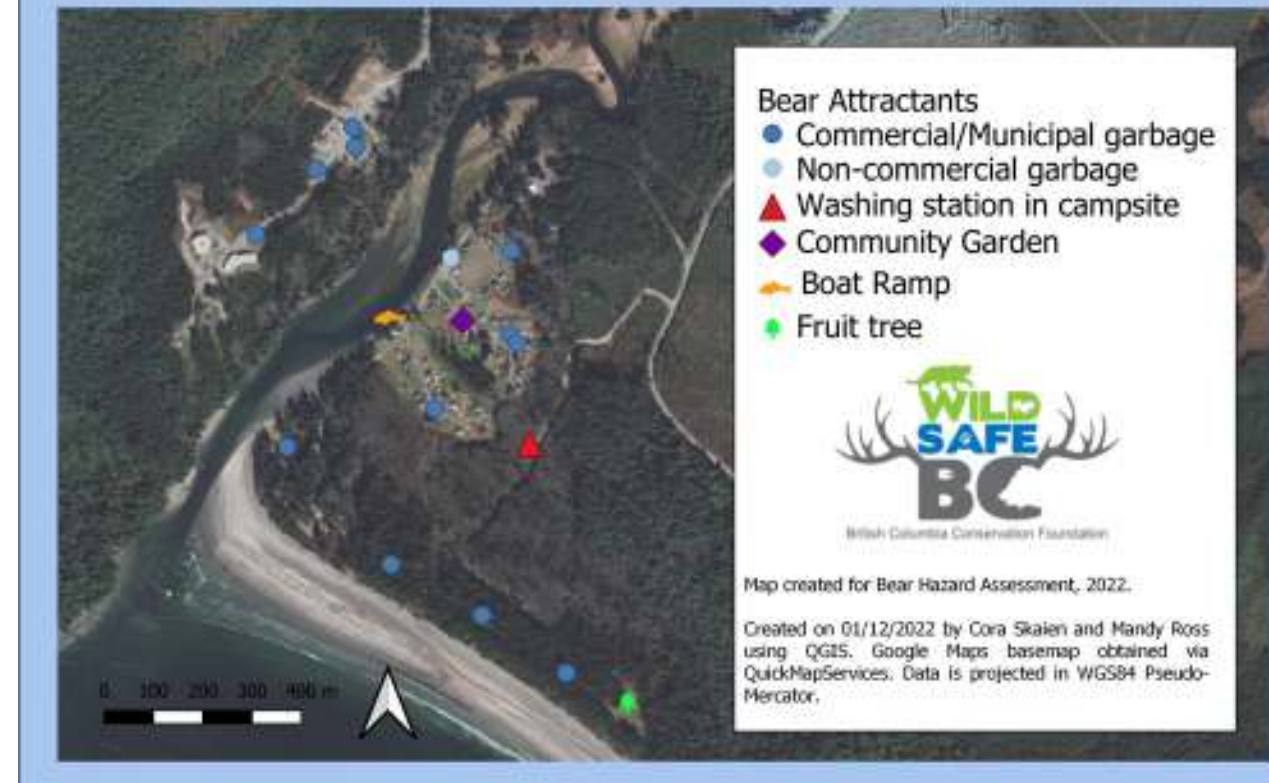 Bear Attractants
Commercial/Municipal garbage
Non-commercial garbage
Washing station in campsite
Community Garden
Boat Ramp
Fruit tree
WILD
SAFE
BC
British Columbia Conservation Foundation
Map created for Bear Hazard Assessment, 2022.
Created on 01/12/2022 by Cora Skaien and Mandy Ross
using QGIS. Google Maps basemap obtained via
QuickMapServices. Data is projected in WGS84 Pseudo-
Mercator.
0 100 200 300 400 m